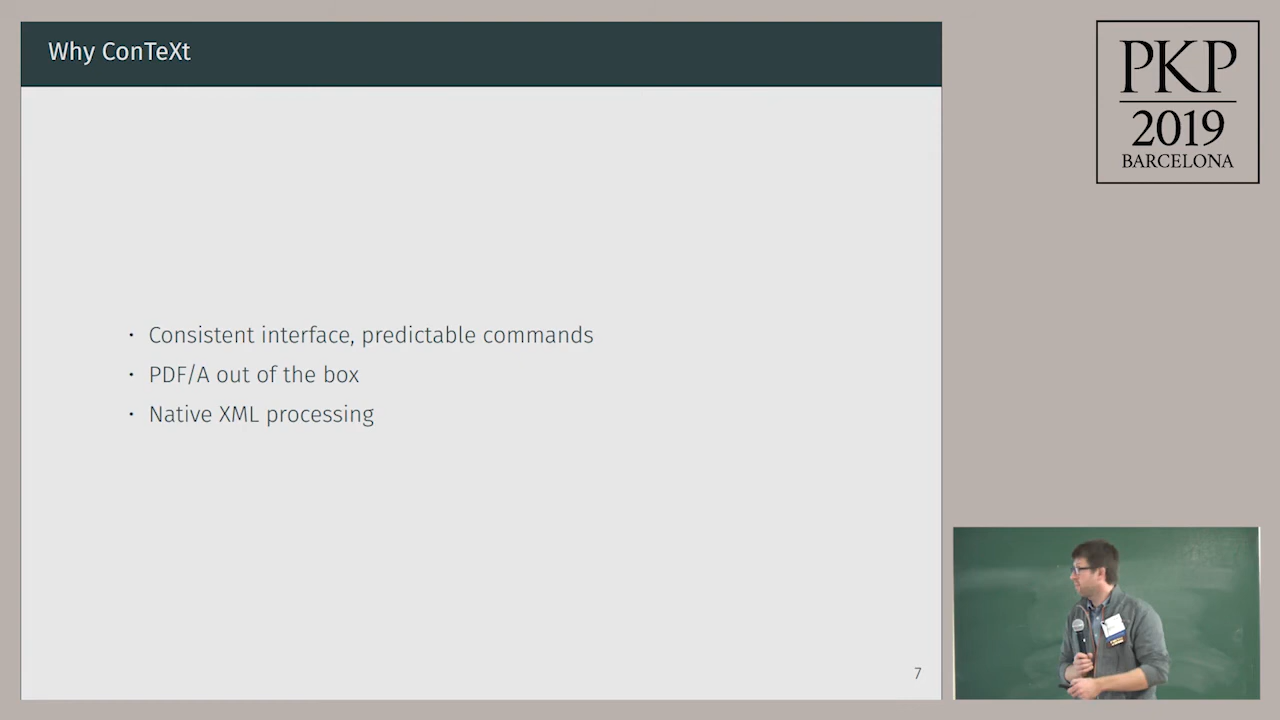 Why ConTeXt
PKP
2019
BARCELONA
• Consistent interface, predictable commands
• PDF/A out of the box
• Native XML processing
7